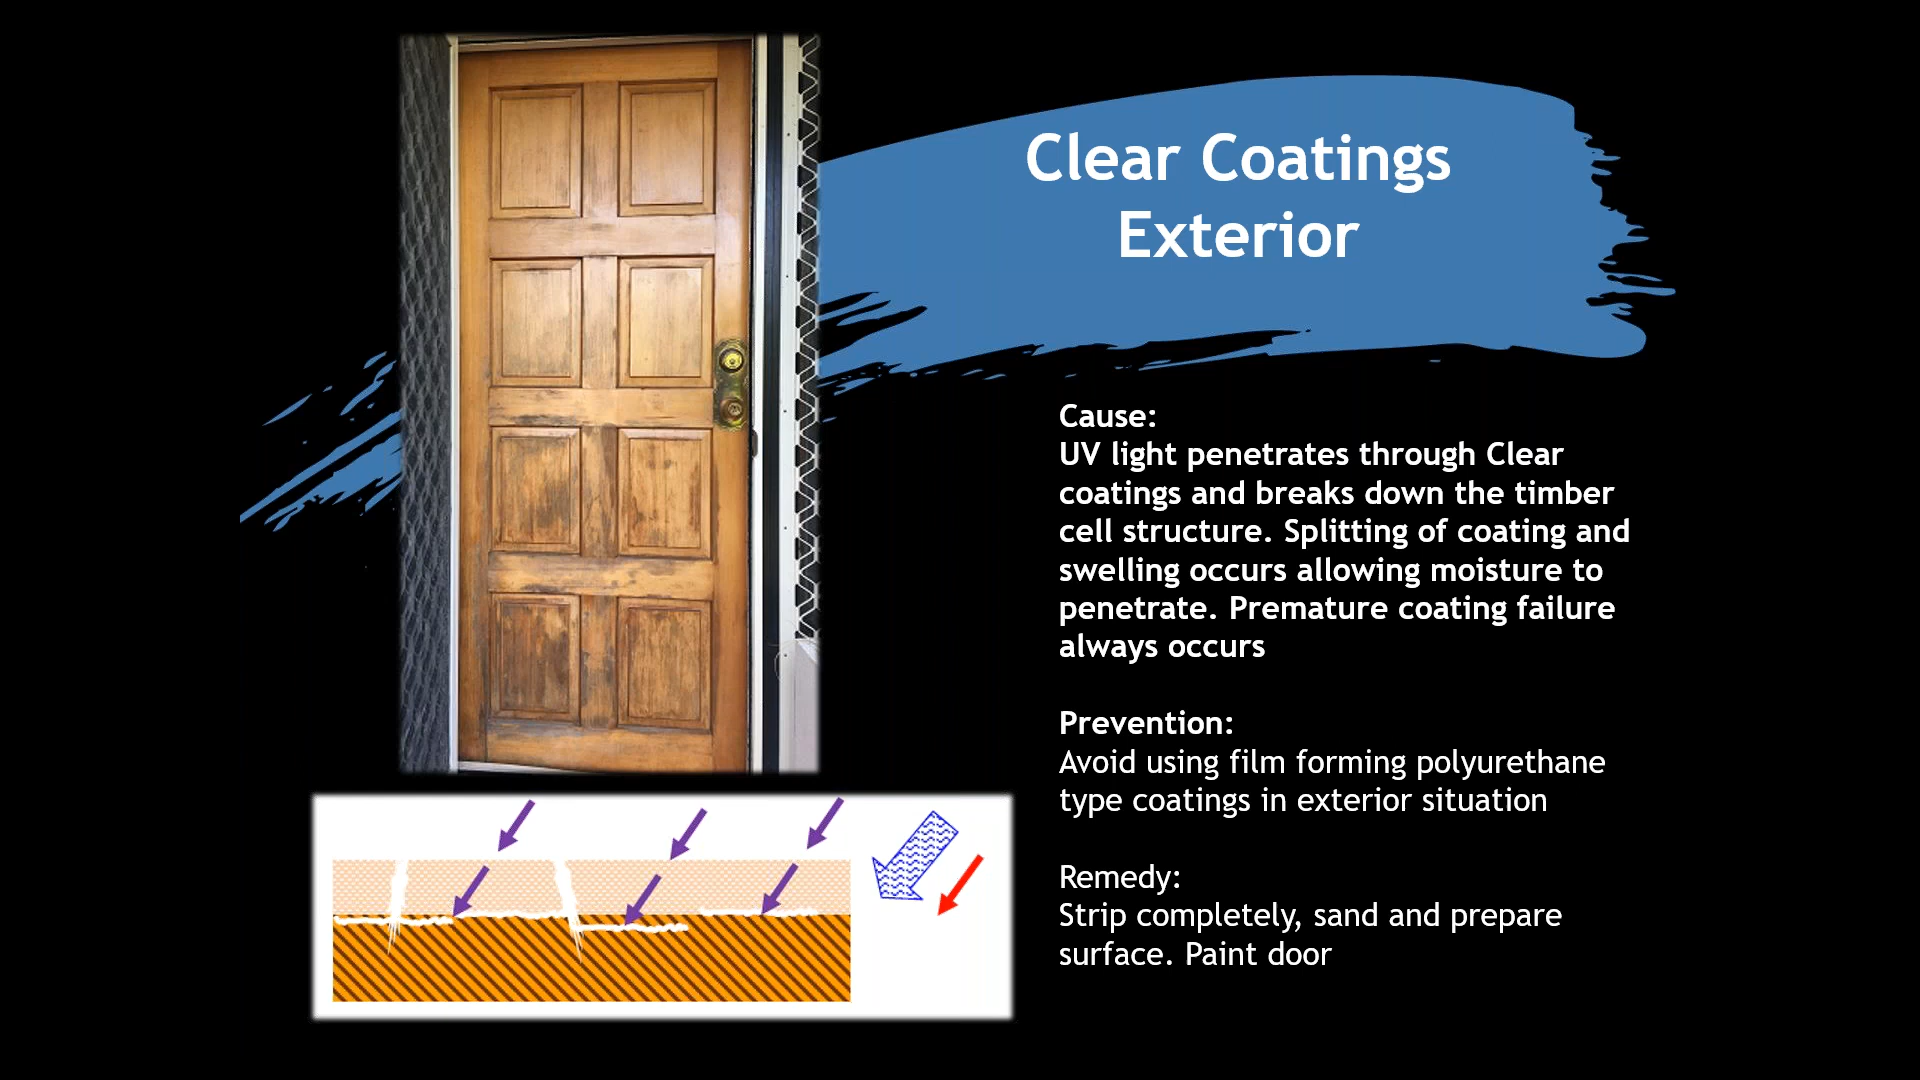 Clear Coatings
Exterior
Cause:
UV light penetrates through Clear
coatings and breaks down the timber
cell structure. Splitting of coating and
swelling occurs allowing moisture to
penetrate. Premature coating failure
always occurs
Prevention:
Avoid using film forming polyurethane
type coatings in exterior situation
Remedy:
Strip completely, sand and prepare
surface. Paint door